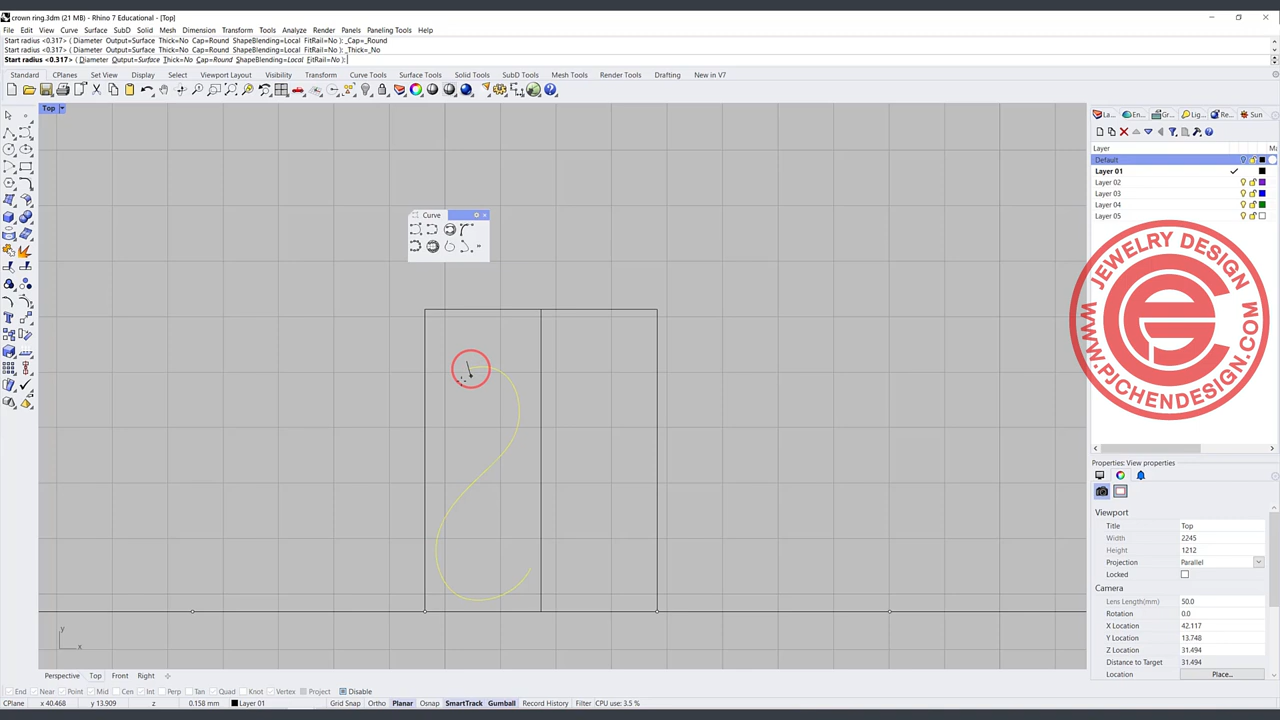 crown ring.3dm (21 MB) - Rhino 7 Educational - [Top]
File Edit View Curve Surface SubD Solid Mesh Dimension Transform Tools Analyze Render Panels Paneling Tools Help
Start radius <0.317> ( Diameter Output=Surface Thick=No Cap=Round ShapeBlending=Local FitRail=No ): _Cap=_Round
Start radius <0.317> ( Diameter Output=Surface Thick=No Cap=Round ShapeBlending=Local FitRail=No ): _Thick=_No
Start radius <0.317> ( Diameter Output=Surface Thick=No Cap=Round ShapeBlending=Local FitRail=No ):
Standard CPlanes Set View Display Select Viewport Layout Visibility Transform Curve Tools Surface Tools Solid Tools SubD Tools Mesh Tools Render Tools Drafting New in V7
Top
La... En... Gr... Lig... Re... Sun
Layer Ma
Default
Layer 01
Layer 02
Layer 03
Layer 04
Layer 05
Curve
JEWELRY DESIGN
WWW.PJCHENDESIGN.COM
Properties: View properties
Viewport
Title Top
Width 2245
Height 1212
Projection Parallel
Locked
Camera
Lens Length(mm) 50.0
Rotation 0.0
X Location 42.117
Y Location 13.748
Z Location 31.494
Distance to Target 31.494
Location Place...
y
x
Perspective Top Front Right
End Near Point Mid Cen Int Perp Tan Quad Knot Vertex Project Disable
CPlane x 40.468 y 13.909 z 0.158 mm Layer 01 Grid Snap Ortho Planar Osnap SmartTrack Gumball Record History Filter CPU use: 3.5 %